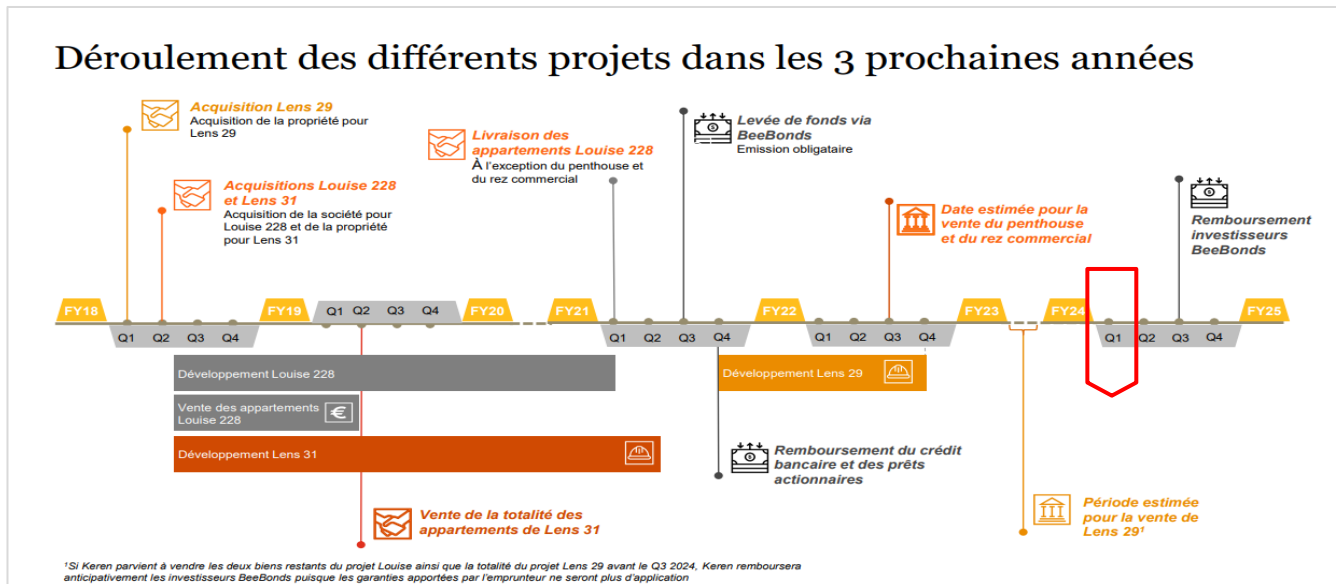 Déroulement des différents projets dans les 3 prochaines années
Acquisition Lens 29
Acquisition de la propriété pour
Lens 29
Acquisitions Louise 228
et Lens 31
Acquisition de la société pour
Louise 228 et de la propriété
pour Lens 31
Livraison des
appartements Louise 228
À l'exception du penthouse et
du rez commercial
Levée de fonds via
BeeBonds
Emission obligataire
Date estimée pour la
vente du penthouse
et du rez commercial
Remboursement
investisseurs
BeeBonds
FY18
Q1 Q2 Q3 Q4
FY19
Q1 Q2 Q3 Q4
FY20
FY21
Q1 Q2 Q3 Q4
FY22
Q1 Q2 Q3 Q4
FY23
FY24
Q1 Q2 Q3 Q4
FY25
Développement Louise 228
Vente des appartements
Louise 228
€
Développement Lens 31
Développement Lens 29
Vente de la totalité des
appartements de Lens 31
Remboursement du crédit
bancaire et des prêts
actionnaires
Période estimée
pour la vente de
Lens 29¹
¹Si Keren parvient à vendre les deux biens restants du projet Louise ainsi que la totalité du projet Lens 29 avant le Q3 2024, Keren remboursera
anticipativement les investisseurs BeeBonds puisque les garanties apportées par l'emprunteur ne seront plus d'application